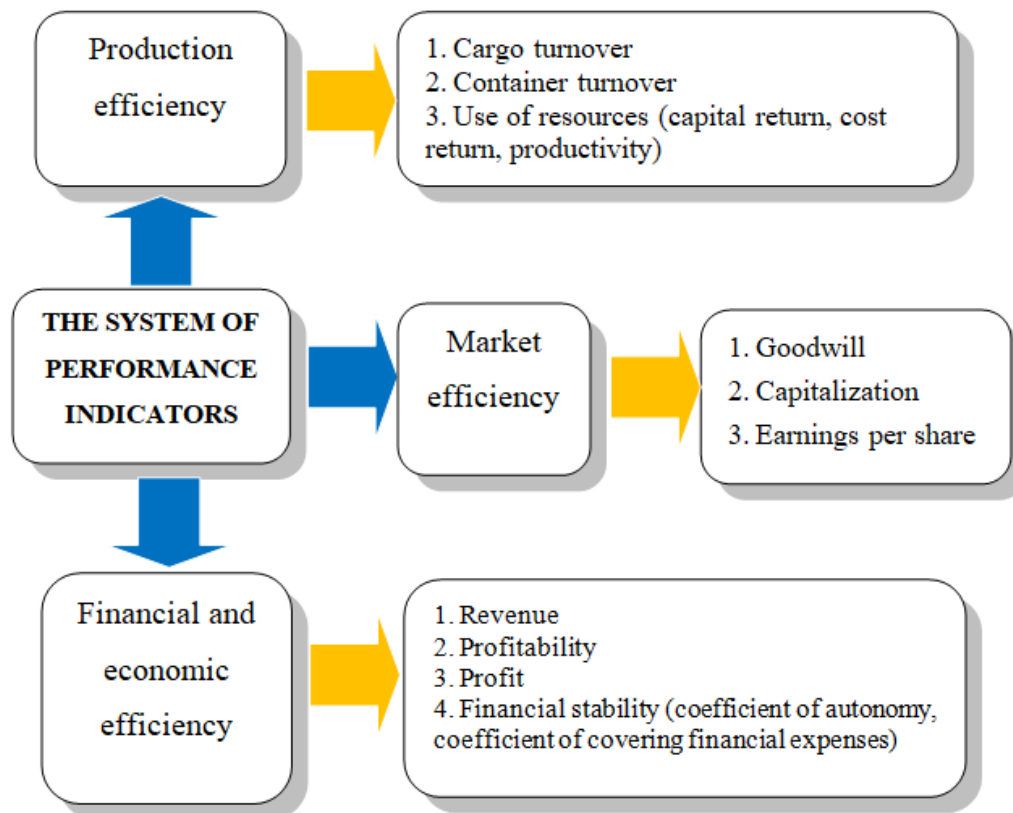 Production
efficiency
1. Cargo turnover
2. Container turnover
3. Use of resources (capital return, cost
return, productivity)
THE SYSTEM OF
PERFORMANCE
INDICATORS
Market
efficiency
1. Goodwill
2. Capitalization
3. Earnings per share
Financial and
economic
efficiency
1. Revenue
2. Profitability
3. Profit
4. Financial stability (coefficient of autonomy,
coefficient of covering financial expenses)